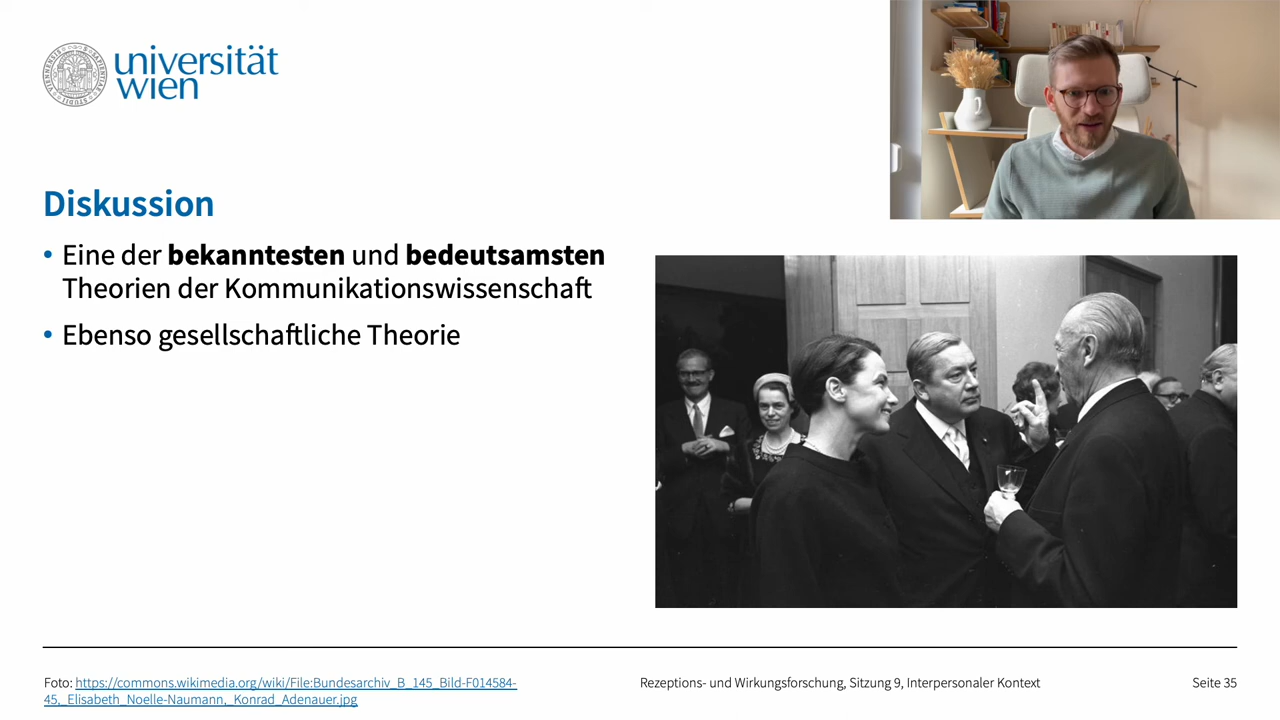 universität
wien
Diskussion
• Eine der bekanntesten und bedeutsamsten
Theorien der Kommunikationswissenschaft
• Ebenso gesellschaftliche Theorie
Foto: https://commons.wikimedia.org/wiki/File:Bundesarchiv_B_145_Bild-F014584-
45,_Elisabeth_Noelle-Naumann,_Konrad_Adenauer.jpg
Rezeptions- und Wirkungsforschung, Sitzung 9, Interpersonaler Kontext
Seite 35